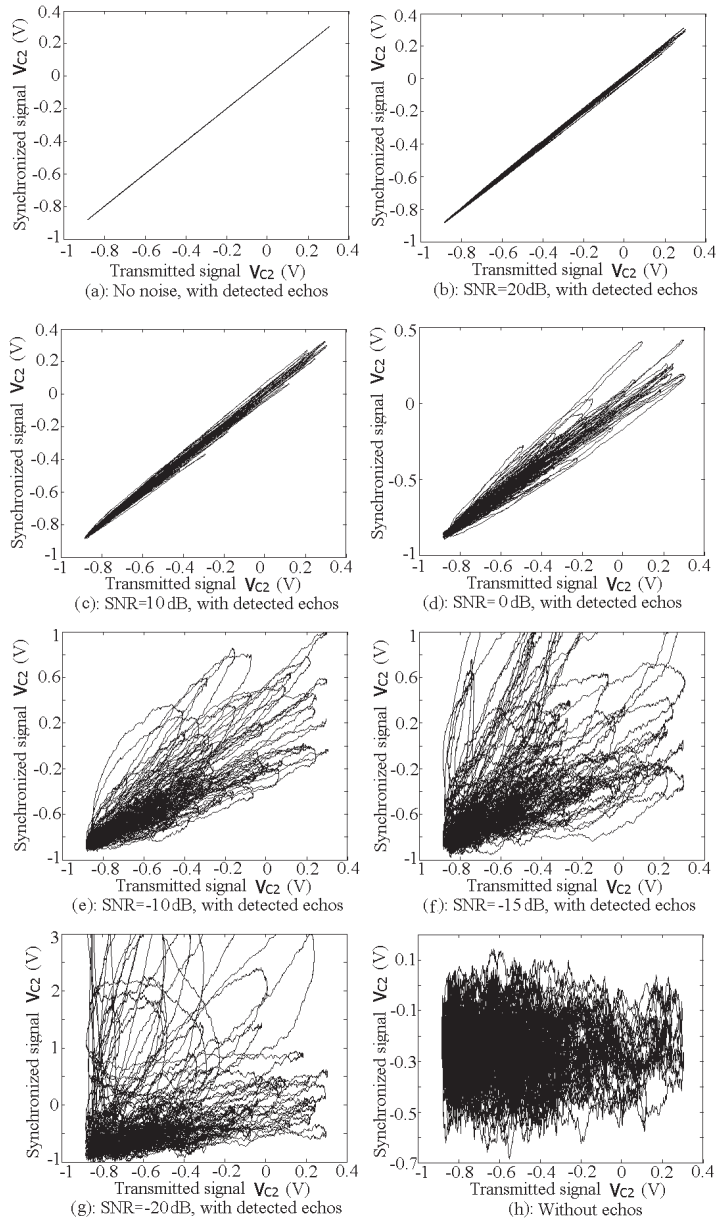 0.4
0.2
0
-0.2
-0.4
-0.6
-0.8
-1
Synchronized signal VC2 (V)
-1 -0.8 -0.6 -0.4 -0.2 0 0.2 0.4
Transmitted signal VC2 (V)
(a): No noise, with detected echos
0.4
0.2
0
-0.2
-0.4
-0.6
-0.8
-1
Synchronized signal VC2 (V)
-1 -0.8 -0.6 -0.4 -0.2 0 0.2 0.4
Transmitted signal VC2 (V)
(b): SNR=20dB, with detected echos
0.4
0.2
0
-0.2
-0.4
-0.6
-0.8
-1
Synchronized signal VC2 (V)
-1 -0.8 -0.6 -0.4 -0.2 0 0.2 0.4
Transmitted signal VC2 (V)
(c): SNR=10dB, with detected echos
0.5
0
-0.5
-1
Synchronized signal VC2 (V)
-1 -0.8 -0.6 -0.4 -0.2 0 0.2 0.4
Transmitted signal VC2 (V)
(d): SNR=0dB, with detected echos
1
0.6
0.2
-0.2
-0.6
-1
Synchronized signal VC2 (V)
-1 -0.8 -0.6 -0.4 -0.2 0 0.2 0.4
Transmitted signal VC2 (V)
(e): SNR=-10dB, with detected echos
1
0.6
0.2
-0.2
-0.6
-1
Synchronized signal VC2 (V)
-1 -0.8 -0.6 -0.4 -0.2 0 0.2 0.4
Transmitted signal VC2 (V)
(f): SNR=-15dB, with detected echos
3
2
1
0
-1
Synchronized signal VC2 (V)
-1 -0.8 -0.6 -0.4 -0.2 0 0.2 0.4
Transmitted signal VC2 (V)
(g): SNR=-20dB, with detected echos
0.1
-0.1
-0.3
-0.5
-0.7
Synchronized signal VC2 (V)
-1 -0.8 -0.6 -0.4 -0.2 0 0.2 0.4
Transmitted signal VC2 (V)
(h): Without echos